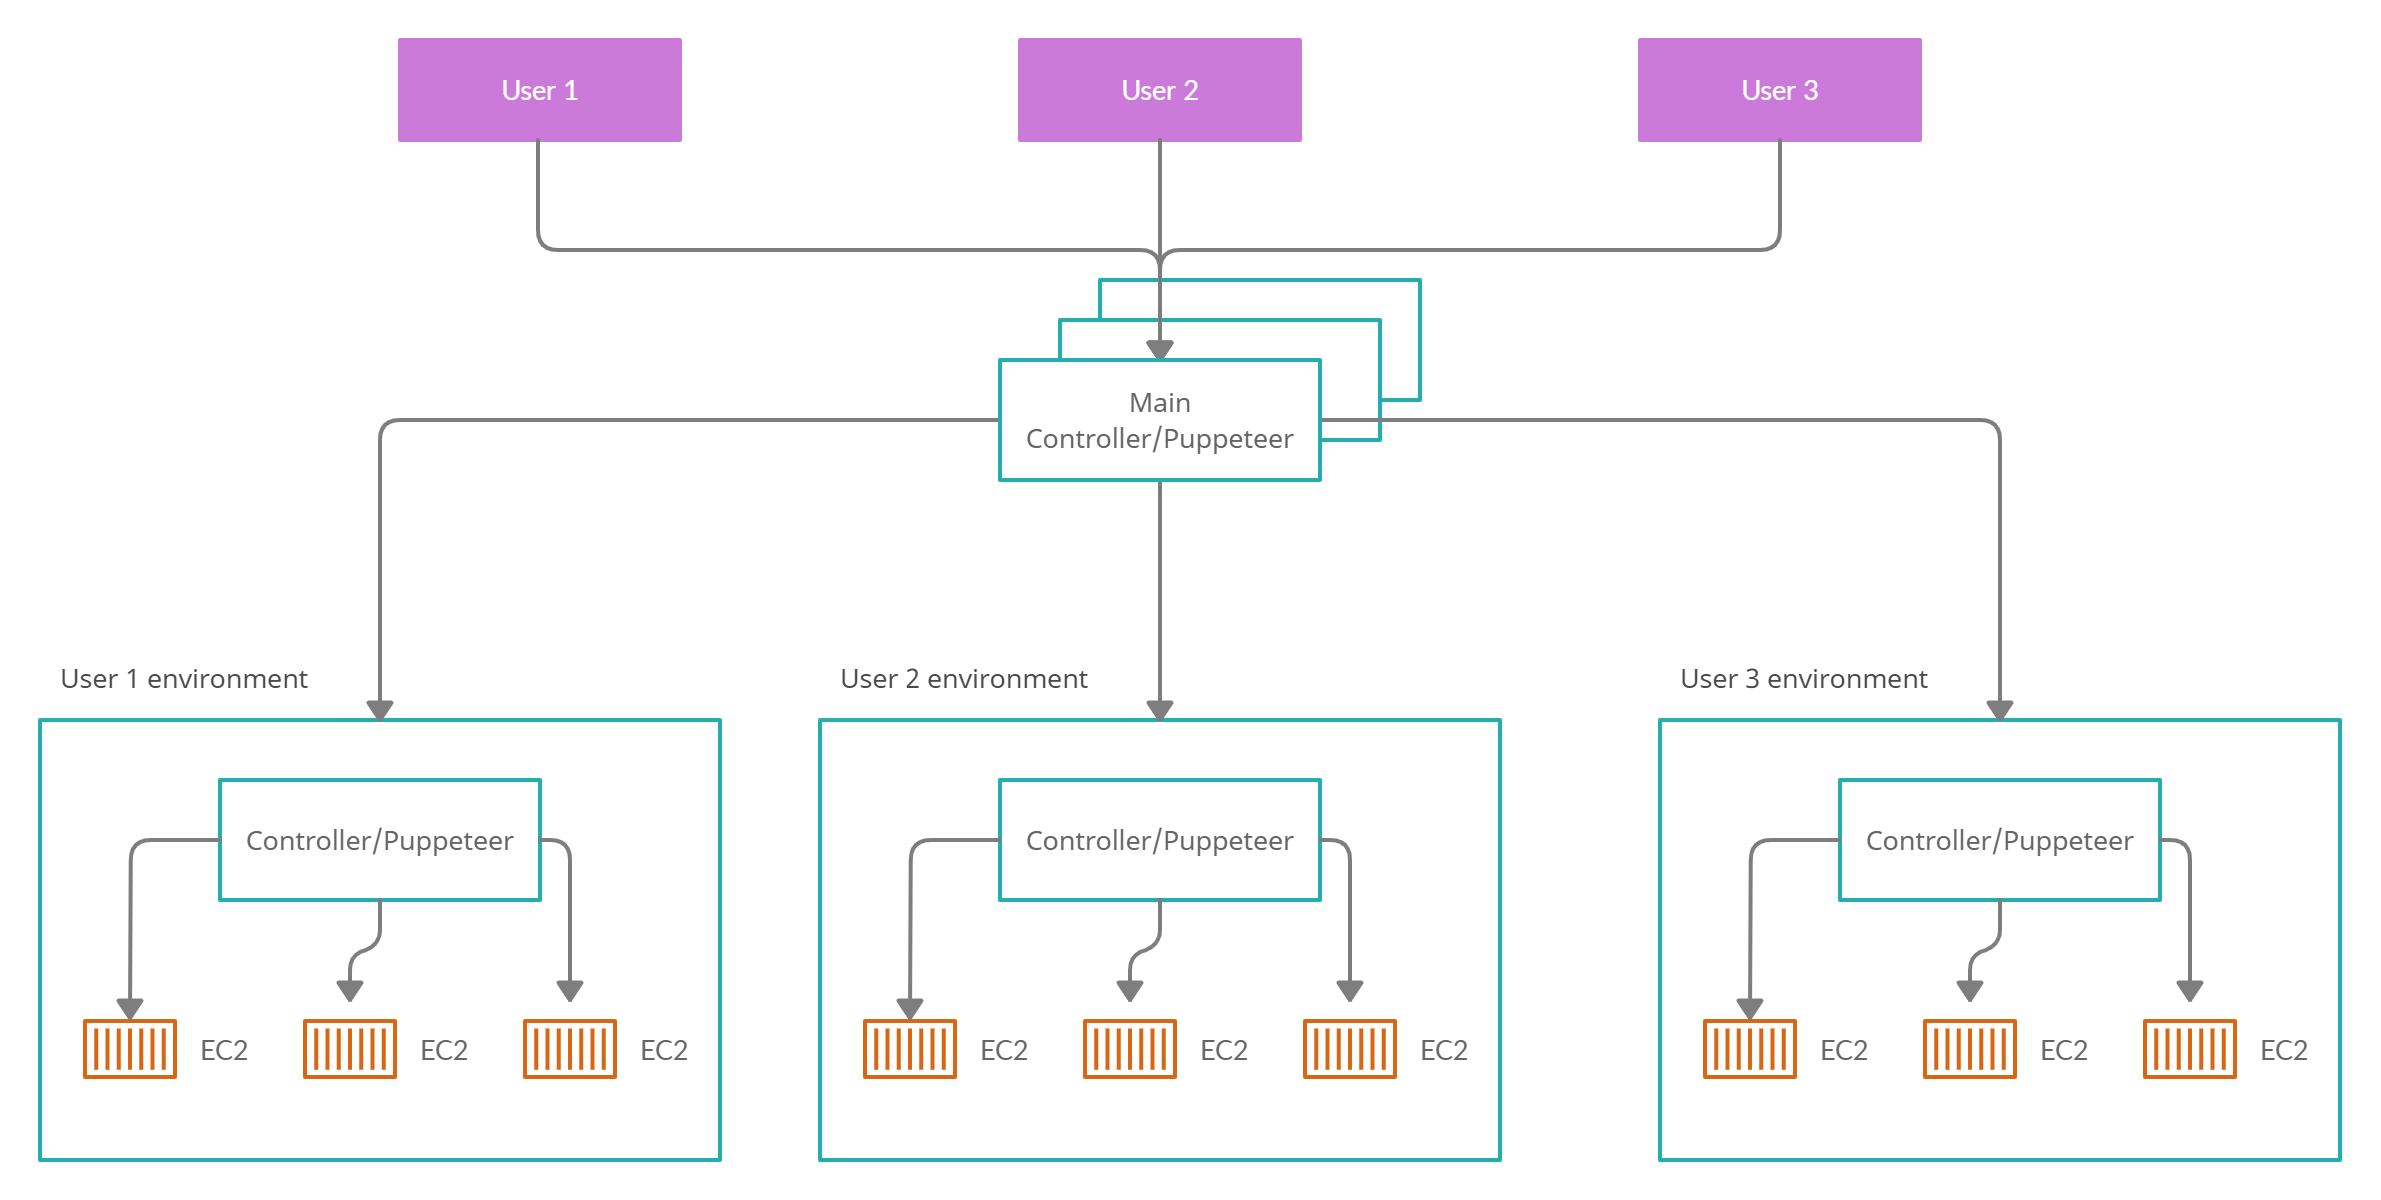 User 1
User 2
User 3
Main
Controller/Puppeteer
User 1 environment
User 2 environment
User 3 environment
Controller/Puppeteer
Controller/Puppeteer
Controller/Puppeteer
EC2
EC2
EC2
EC2
EC2
EC2
EC2
EC2
EC2